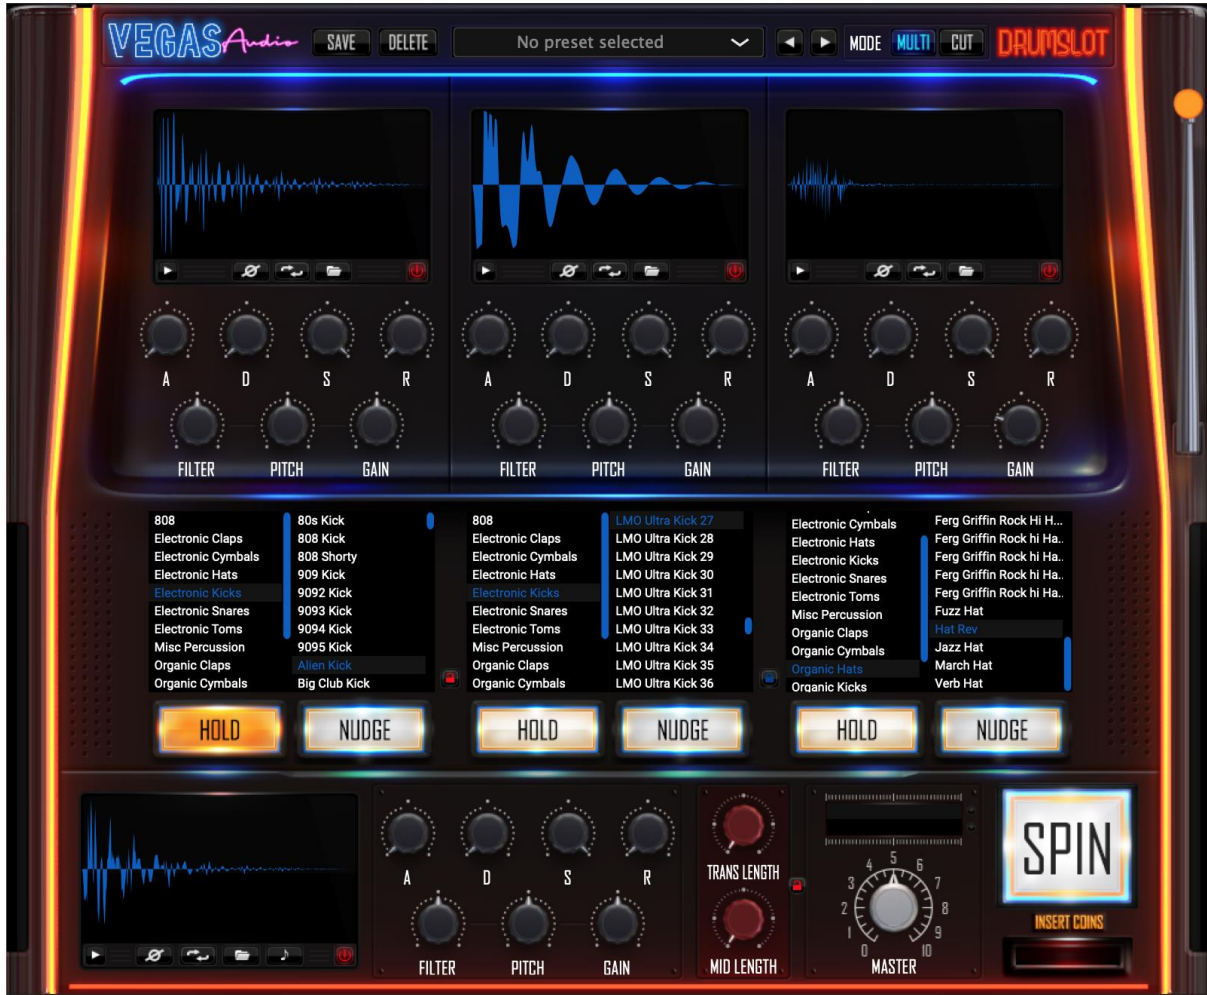 VEGAS Audio SAVE DELETE No preset selected MODE MULTI CUT DRUMSLOT
A D S R A D S R A D S R
FILTER PITCH GAIN FILTER PITCH GAIN FILTER PITCH GAIN
808
Electronic Claps
Electronic Cymbals
Electronic Hats
Electronic Kicks
Electronic Snares
Electronic Toms
Misc Percussion
Organic Claps
Organic Cymbals
80s Kick
808 Kick
808 Shorty
909 Kick
9092 Kick
9093 Kick
9094 Kick
9095 Kick
Alien Kick
Big Club Kick
808
Electronic Claps
Electronic Cymbals
Electronic Hats
Electronic Kicks
Electronic Snares
Electronic Toms
Misc Percussion
Organic Claps
Organic Cymbals
LMO Ultra Kick 27
LMO Ultra Kick 28
LMO Ultra Kick 29
LMO Ultra Kick 30
LMO Ultra Kick 31
LMO Ultra Kick 32
LMO Ultra Kick 33
LMO Ultra Kick 34
LMO Ultra Kick 35
LMO Ultra Kick 36
Electronic Cymbals
Electronic Hats
Electronic Kicks
Electronic Snares
Electronic Toms
Misc Percussion
Organic Claps
Organic Cymbals
Organic Hats
Organic Kicks
Ferg Griffin Rock Hi H...
Ferg Griffin Rock hi Ha..
Ferg Griffin Rock hi Ha..
Ferg Griffin Rock hi Ha..
Ferg Griffin Rock hi Ha..
Fuzz Hat
Hat Rev
Jazz Hat
March Hat
Verb Hat
HOLD NUDGE HOLD NUDGE HOLD NUDGE
A D S R
FILTER PITCH GAIN
TRANS LENGTH
MID LENGTH
0 1 2 3 4 5 6 7 8 9 10
MASTER
SPIN
INSERT COINS